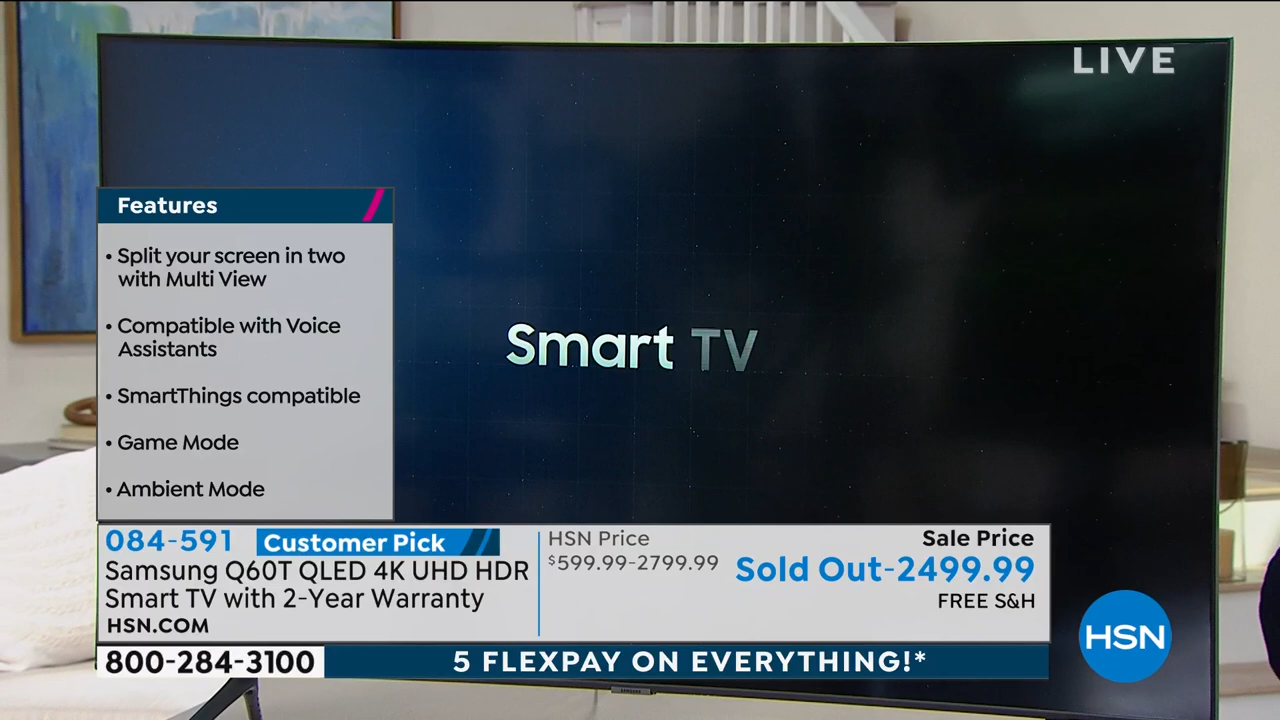 LIVE
Features
• Split your screen in two
with Multi View
• Compatible with Voice
Assistants
• SmartThings compatible
• Game Mode
• Ambient Mode
Smart TV
084-591 Customer Pick
Samsung Q60T QLED 4K UHD HDR
Smart TV with 2-Year Warranty
HSN.COM
HSN Price
$599.99-2799.99
Sale Price
Sold Out-2499.99
FREE S&H
HSN
800-284-3100
5 FLEXPAY ON EVERYTHING!*
SAMSUNG